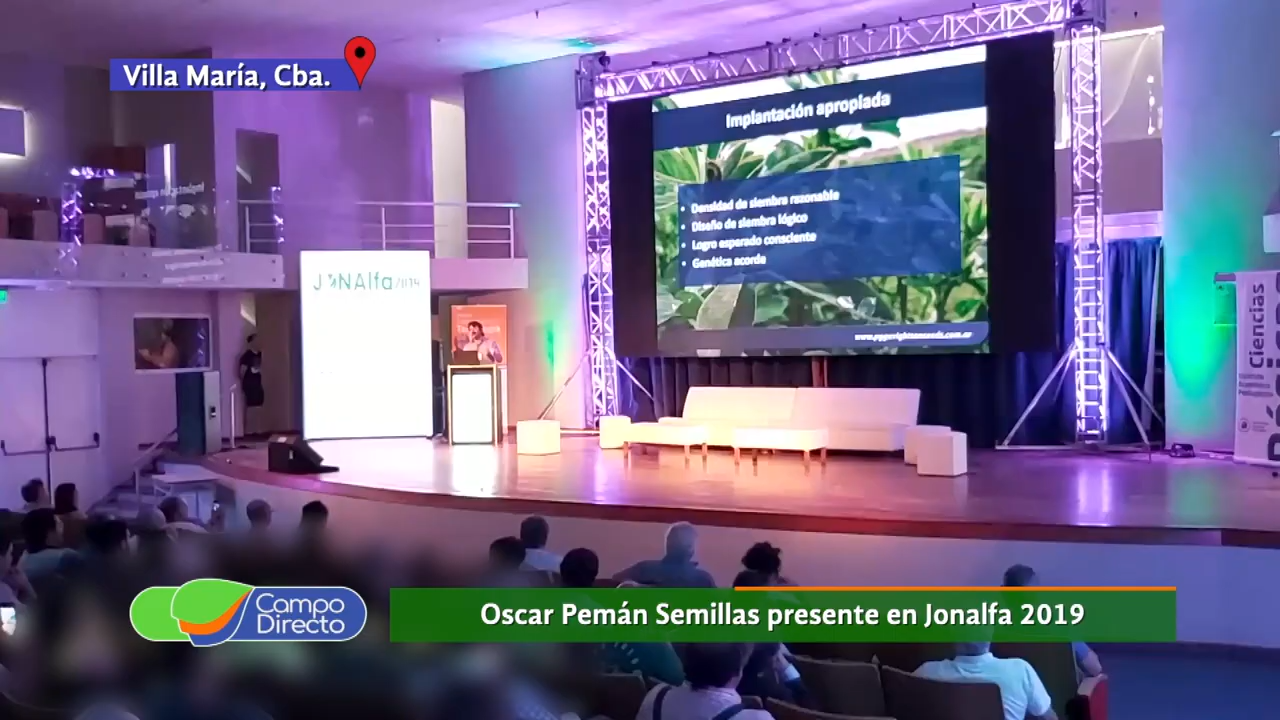 Villa María, Cba.
Implantación apropiada
• Densidad de siembra razonable
• Diseño de siembra lógico
• Logro esperado consciente
• Genética acorde
JONAlfa2019
Ciencias
Campo
Directo
Oscar Pemán Semillas presente en Jonalfa 2019